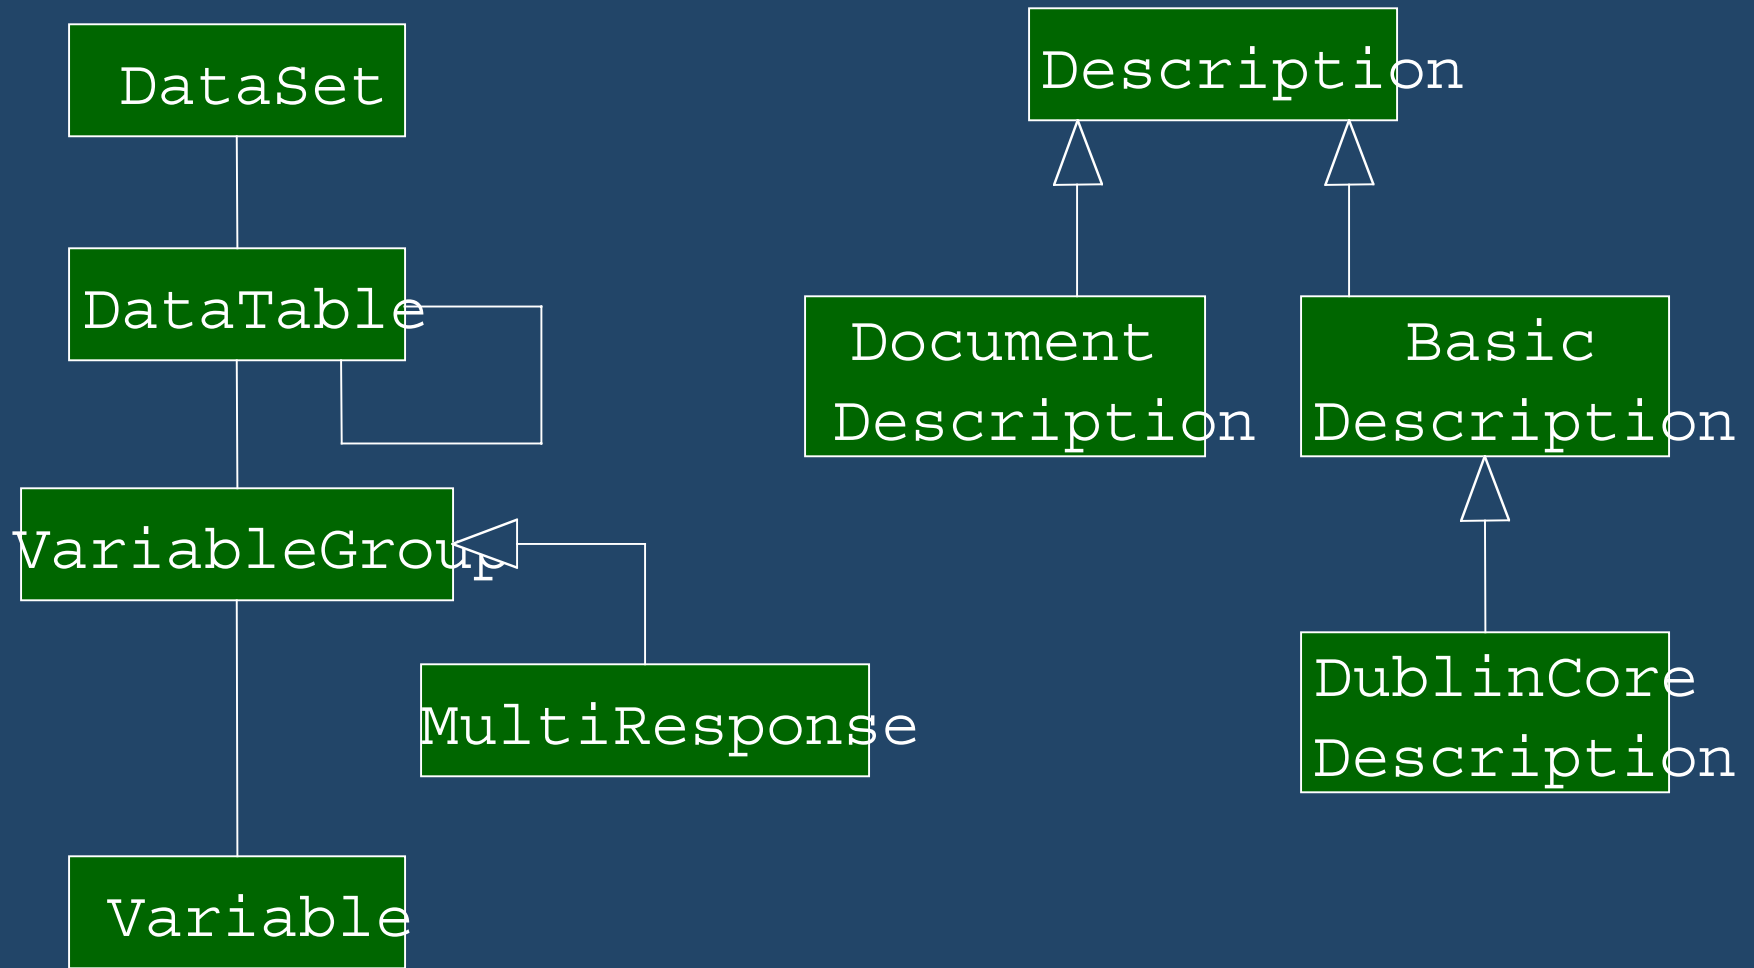 DataSet
DataTable
VariableGroup
MultiResponse
Variable
Description
Document
Description
Basic
Description
DublinCore
Description